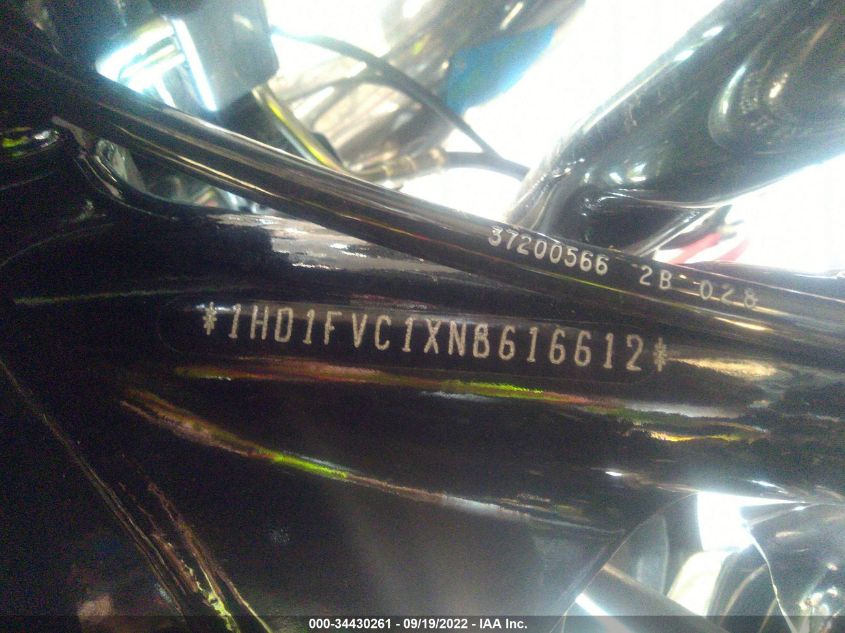 37200566 2B 028
*1HD1FVC1XNB616612*
000-34430261 - 09/19/2022 - IAA Inc.